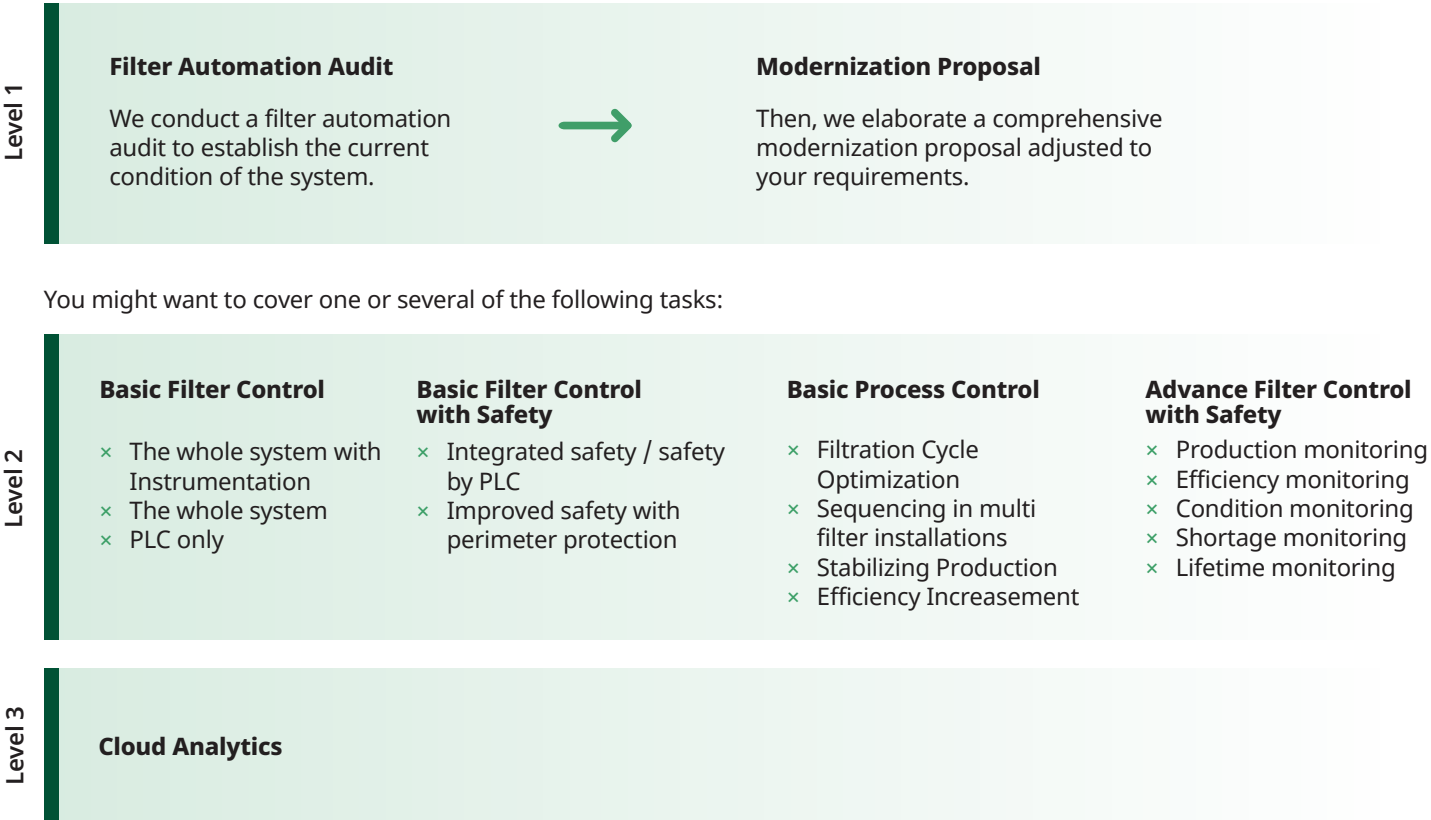 Level 1
Filter Automation Audit
We conduct a filter automation
audit to establish the current
condition of the system.
Modernization Proposal
Then, we elaborate a comprehensive
modernization proposal adjusted to
your requirements.
You might want to cover one or several of the following tasks:
Level 2
Basic Filter Control
× The whole system with
Instrumentation
× The whole system
× PLC only
Basic Filter Control
with Safety
× Integrated safety / safety
by PLC
× Improved safety with
perimeter protection
Basic Process Control
× Filtration Cycle
Optimization
× Sequencing in multi
filter installations
× Stabilizing Production
× Efficiency Increasement
Advance Filter Control
with Safety
× Production monitoring
× Efficiency monitoring
× Condition monitoring
× Shortage monitoring
× Lifetime monitoring
Level 3
Cloud Analytics